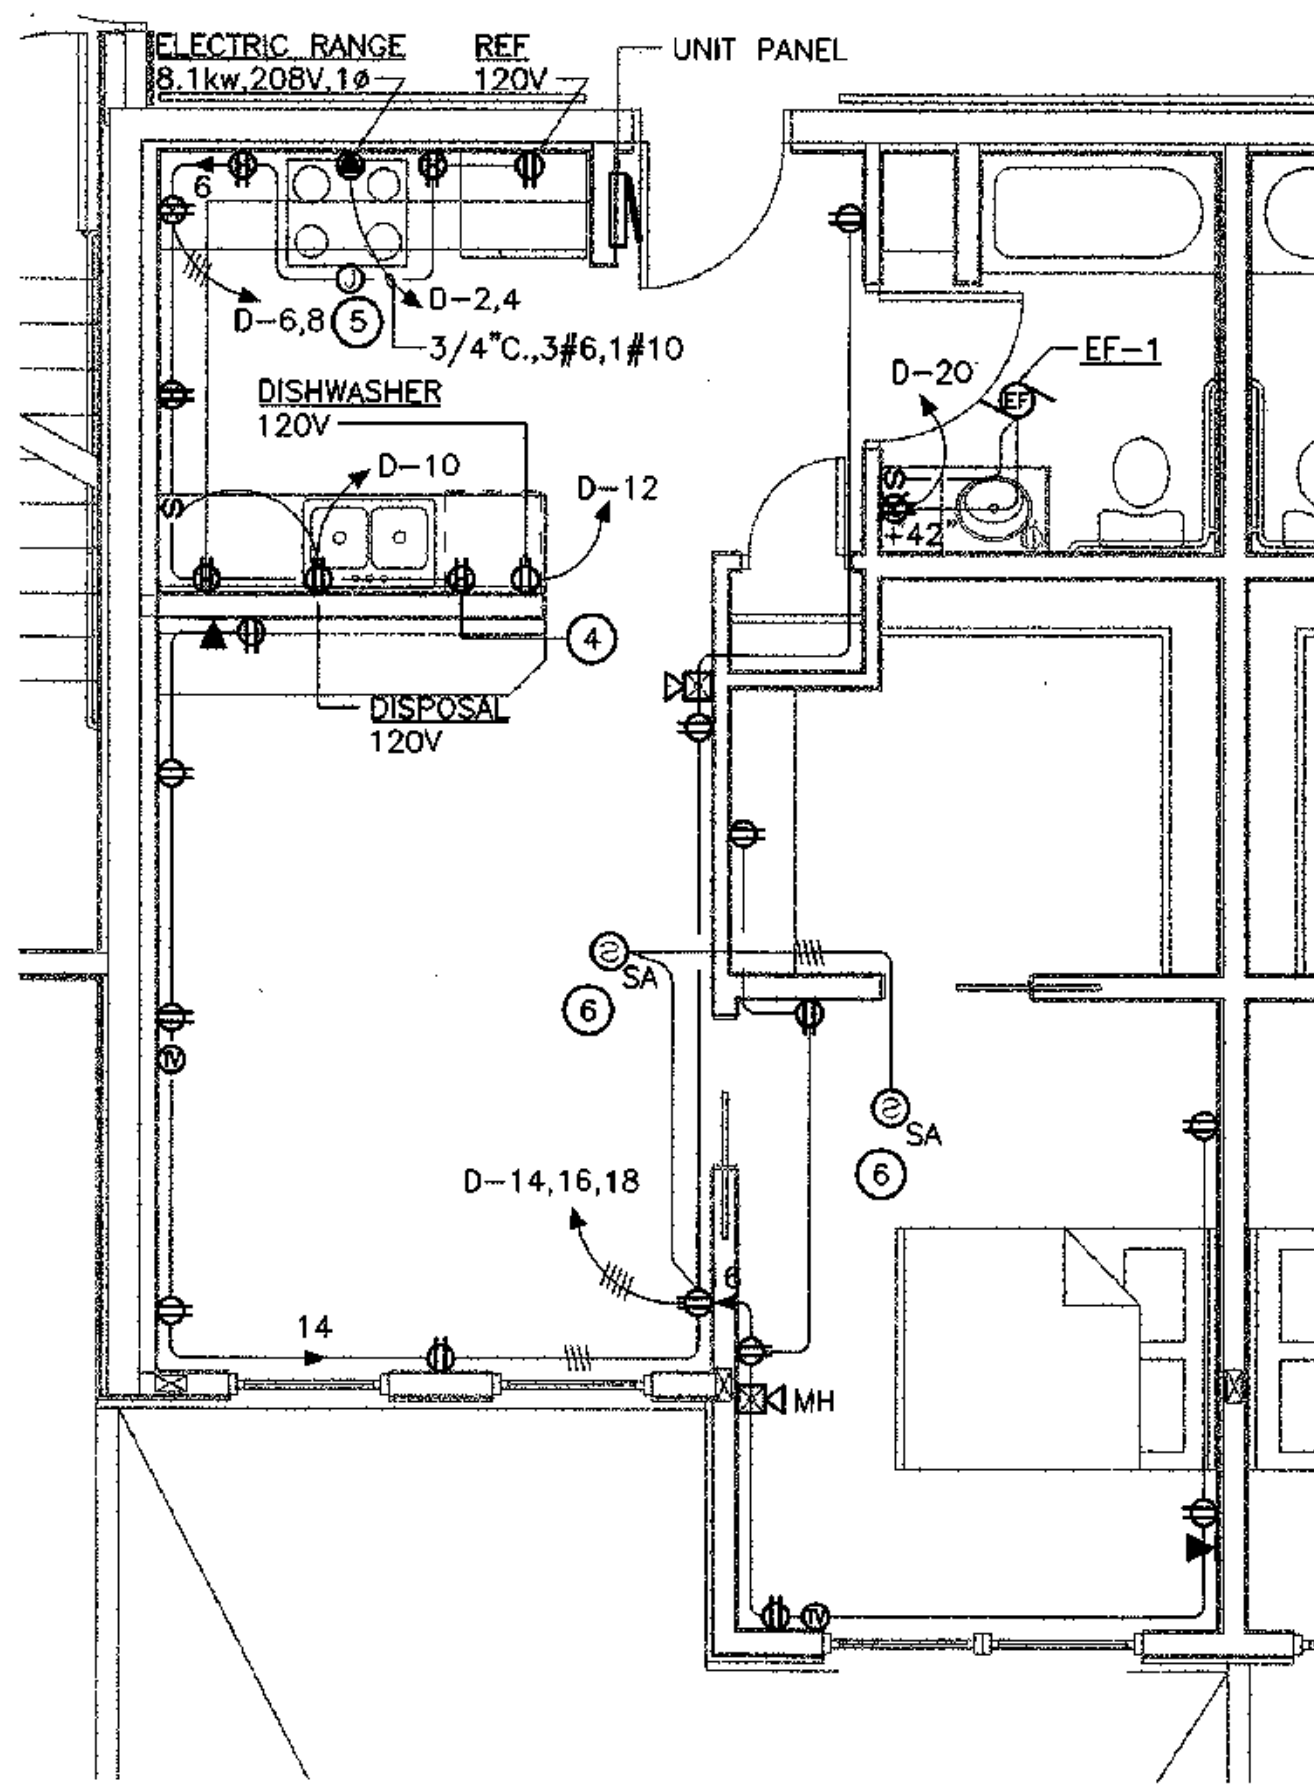 ELECTRIC RANGE
8.1kw,208V,1ø
REF
120V
UNIT PANEL
6
J
D-2,4
D-6,8
5
3/4"C.,3#6,1#10
DISHWASHER
120V
D-10
D-12
S
4
DISPOSAL
120V
D-20
EF-1
EF
S
+42"
SA
6
SA
6
TV
D-14,16,18
6
14
MH
TV